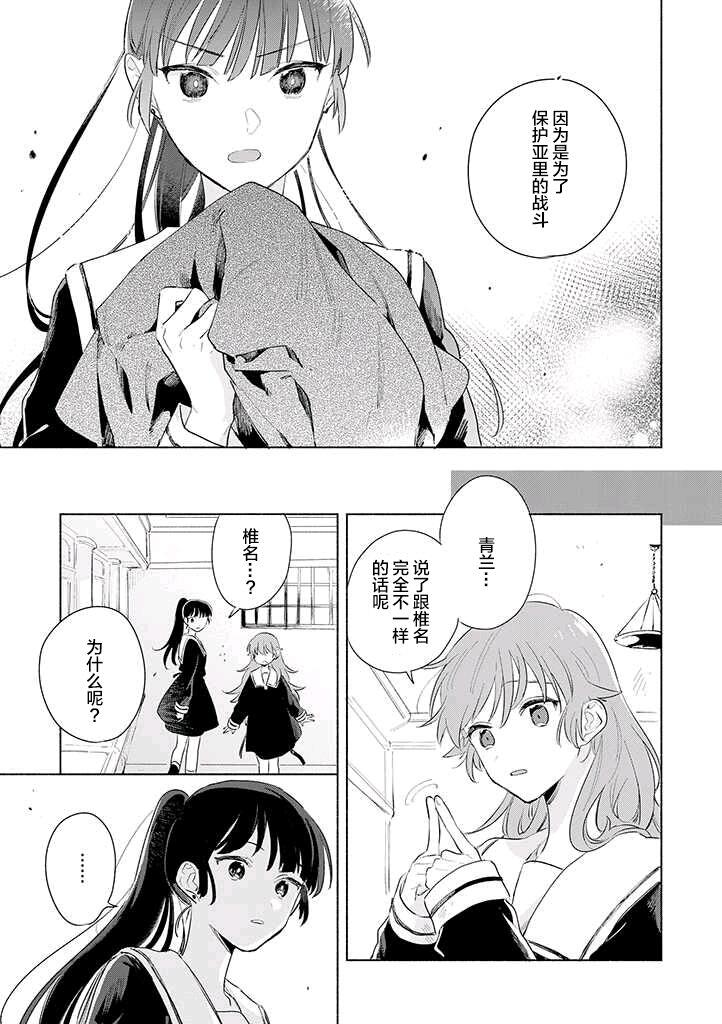 因为是为了
保护亚里的战斗
青兰…
说了跟椎名
完全不一样
的话呢
椎名…？
为什么呢？
……